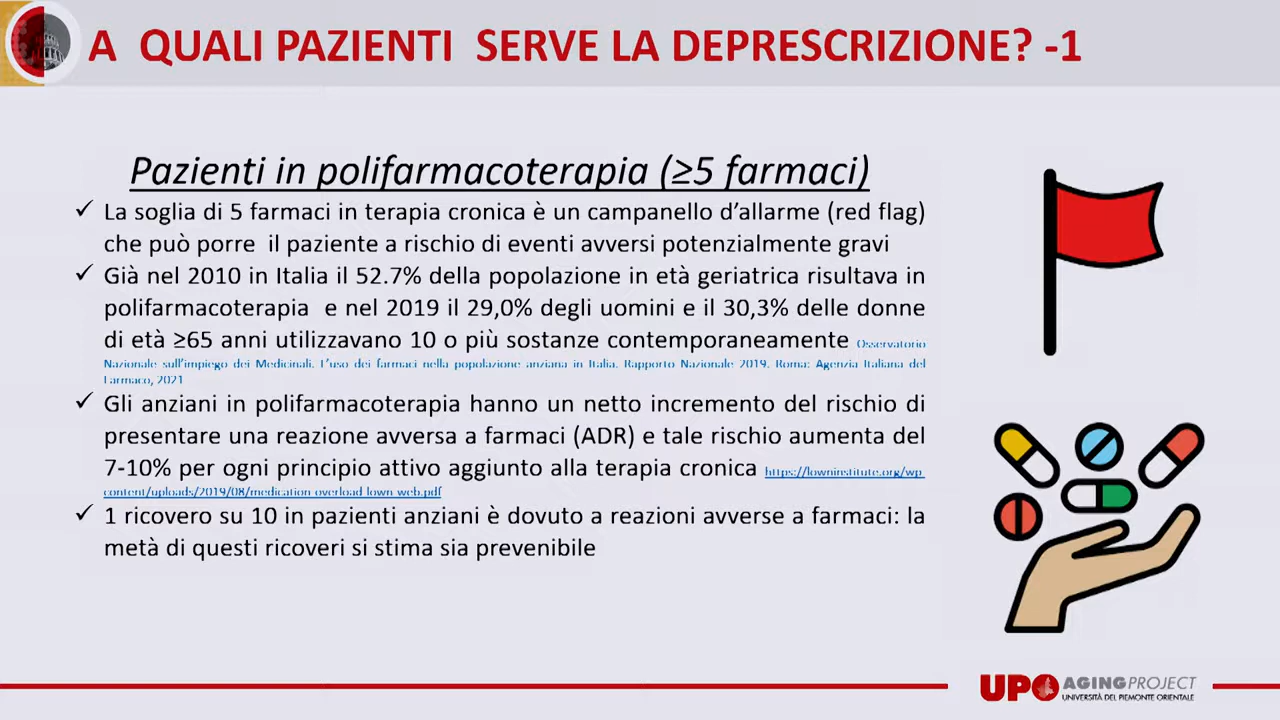 A QUALI PAZIENTI SERVE LA DEPRESCRIZIONE? -1
Pazienti in polifarmacoterapia (≥5 farmaci)
✓ La soglia di 5 farmaci in terapia cronica è un campanello d'allarme (red flag)
che può porre il paziente a rischio di eventi avversi potenzialmente gravi
✓ Già nel 2010 in Italia il 52.7% della popolazione in età geriatrica risultava in
polifarmacoterapia e nel 2019 il 29,0% degli uomini e il 30,3% delle donne
di età ≥65 anni utilizzavano 10 o più sostanze contemporaneamente Osservatorio
Nazionale sull'impiego dei Medicinali. L'uso dei farmaci nella popolazione anziana in Italia. Rapporto Nazionale 2019. Roma: Agenzia Italiana del
Farmaco, 2021
✓ Gli anziani in polifarmacoterapia hanno un netto incremento del rischio di
presentare una reazione avversa a farmaci (ADR) e tale rischio aumenta del
7-10% per ogni principio attivo aggiunto alla terapia cronica https://lowninstitute.org/wp-
content/uploads/2019/08/medication-overload-lown-web.pdf
✓ 1 ricovero su 10 in pazienti anziani è dovuto a reazioni avverse a farmaci: la
metà di questi ricoveri si stima sia prevenibile
UPO AGING PROJECT
UNIVERSITÀ DEL PIEMONTE ORIENTALE